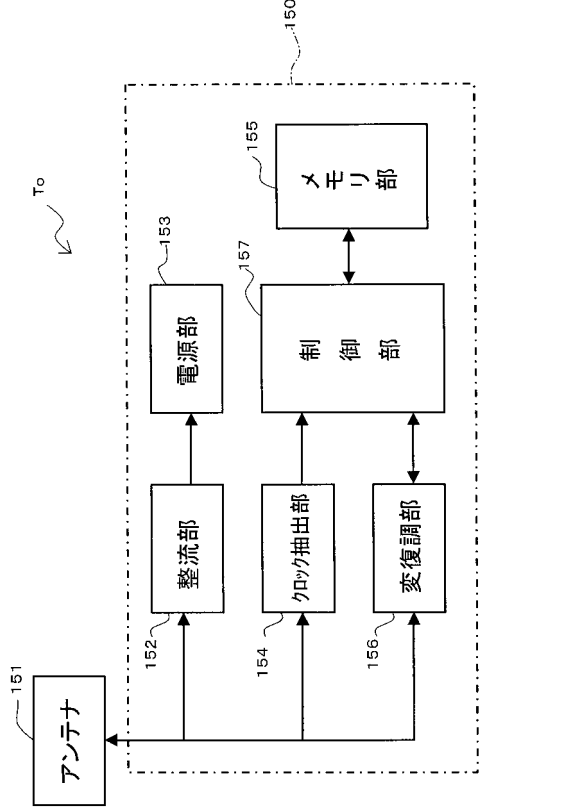 To
150
151
アンテナ
152
整流部
153
電源部
154
クロック抽出部
157
制御部
155
メモリ部
156
変復調部